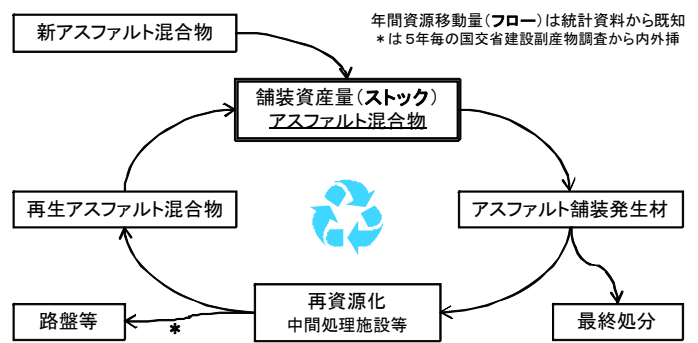 新アスファルト混合物
年間資源移動量（フロー）は統計資料から既知
＊は５年毎の国交省建設副産物調査から内外挿
舗装資産量（ストック）
アスファルト混合物
再生アスファルト混合物
アスファルト舗装発生材
再資源化
中間処理施設等
路盤等
＊
最終処分